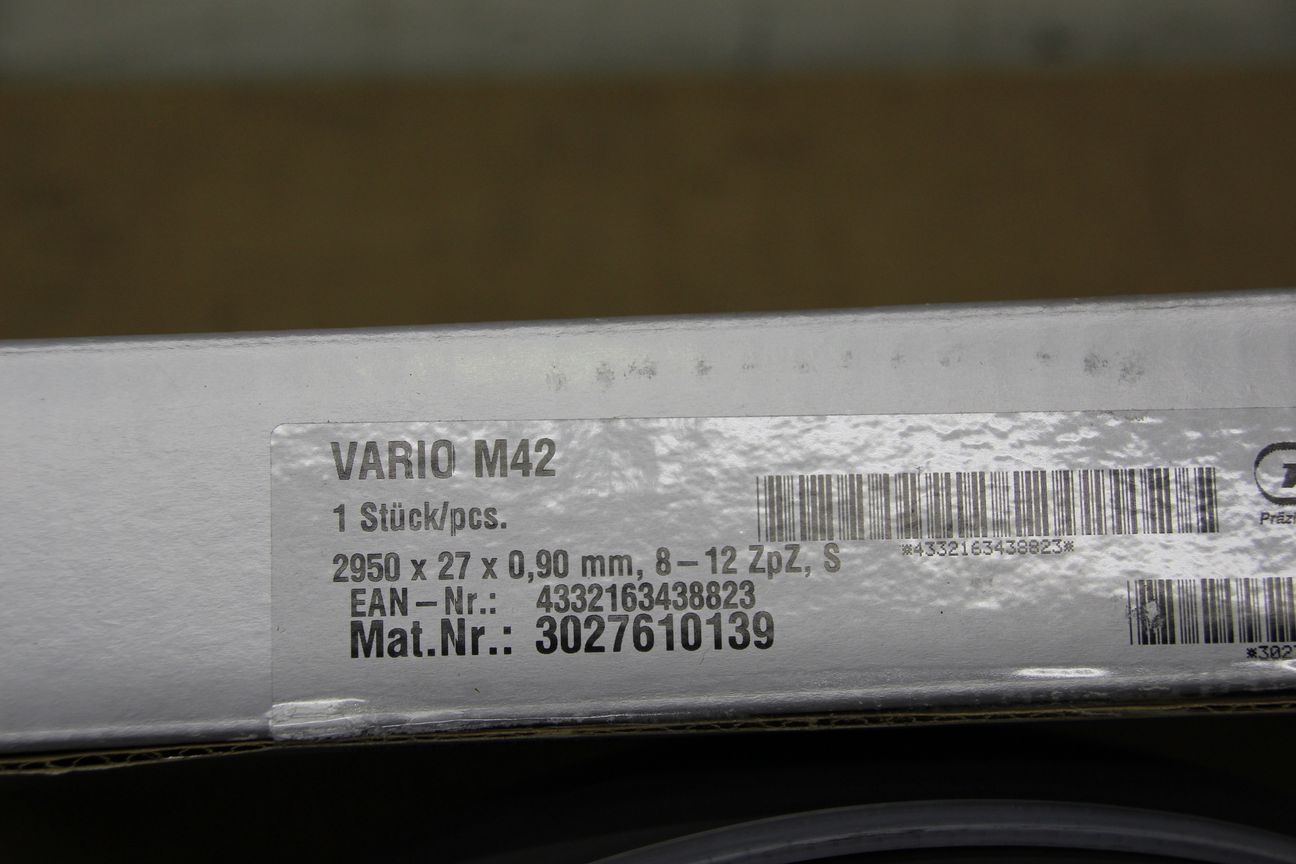 VARIO M42
1 Stück/pcs.
2950 x 27 x 0,90 mm, 8–12 ZpZ, S
EAN–Nr.: 4332163438823
Mat.Nr.: 3027610139
*4332163438823*